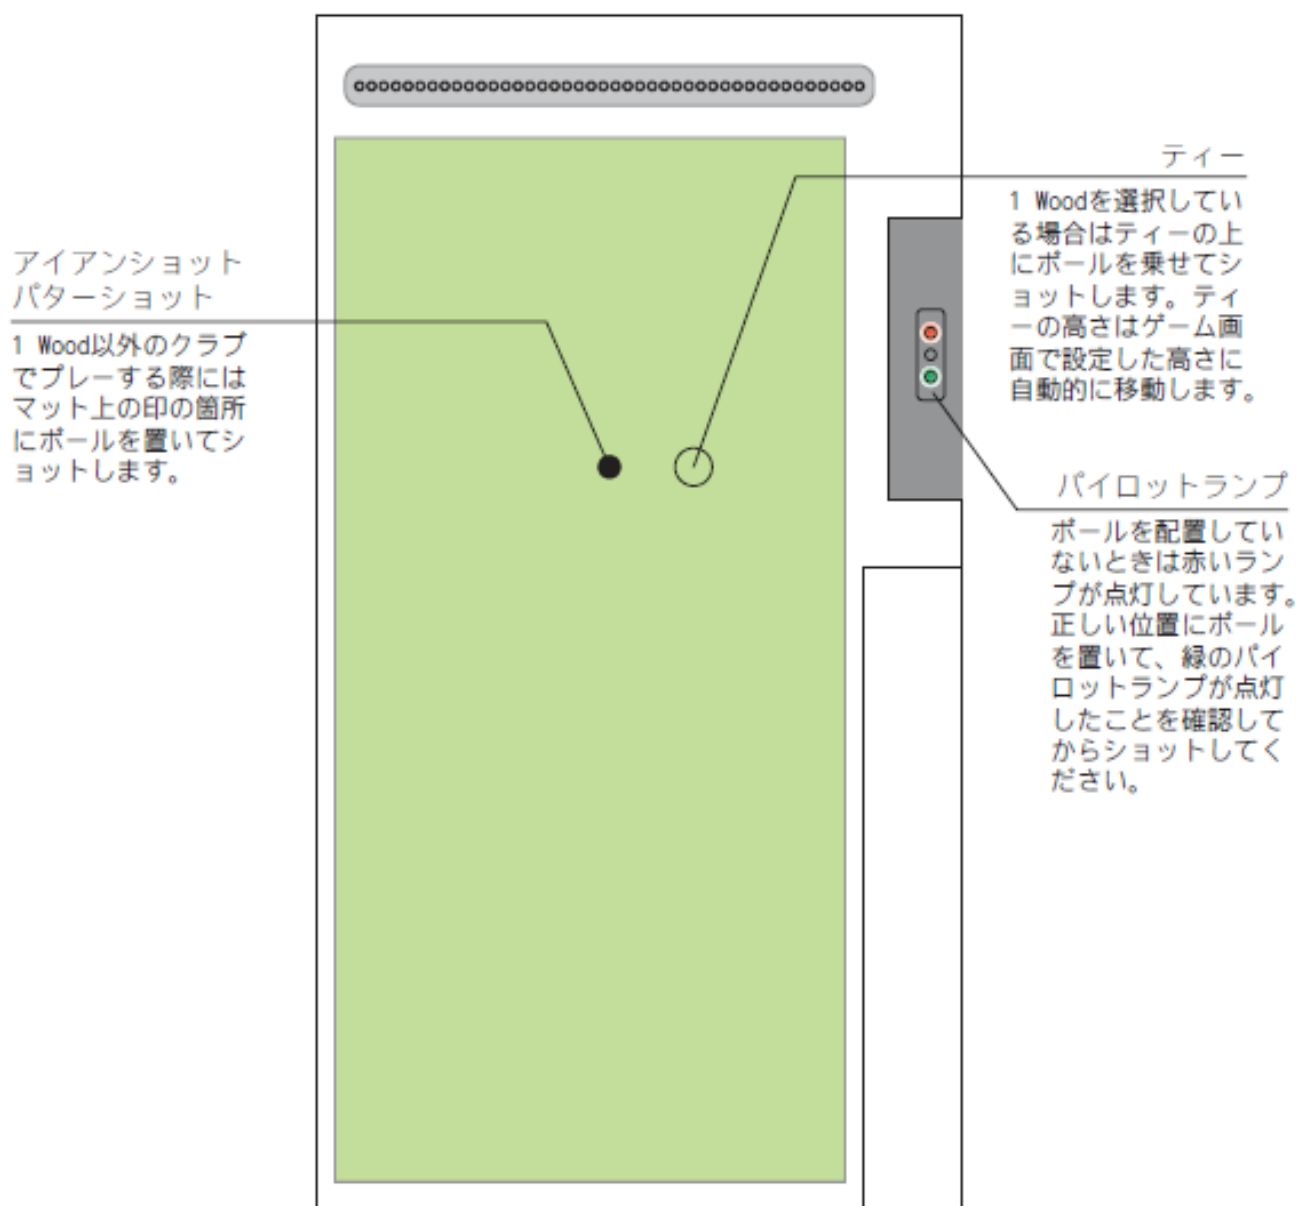 アイアンショット
パターショット
1 Wood以外のクラブ
でプレーする際には
マット上の印の箇所
にボールを置いてシ
ョットします。
ティー
1 Woodを選択してい
る場合はティーの上
にボールを乗せてシ
ョットします。ティ
ーの高さはゲーム画
面で設定した高さに
自動的に移動します。
パイロットランプ
ボールを配置してい
ないときは赤いラン
プが点灯しています。
正しい位置にボール
を置いて、緑のパイ
ロットランプが点灯
したことを確認して
からショットしてく
ださい。